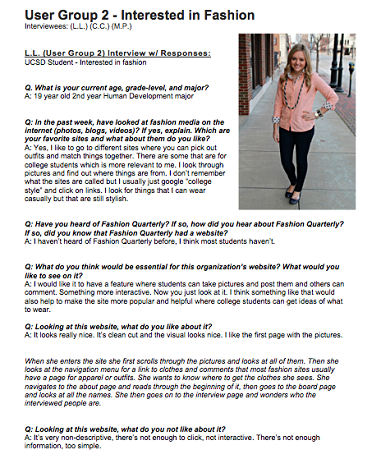 User Group 2 - Interested in Fashion
Interviewees: (L.L.) (C.C.) (M.P.)
L.L. (User Group 2) Interview w/ Responses:
UCSD Student - Interested in fashion
Q. What is your current age, grade-level, and major?
A: 19 year old 2nd year Human Development major
Q: In the past week, have looked at fashion media on the
internet (photos, blogs, videos)? If yes, explain. Which are
your favorite sites and what about them do you like?
A: Yes, I like to go to different sites where you can pick out
outfits and match things together. There are some that are for
college students which is more relevant to me. I look through
pictures and find out where things are from. I don't remember
what the sites are called but I usually just google "college
style" and click on links. I look for things that I can wear
casually but that are still stylish.
Q: Have you heard of Fashion Quarterly? If so, how did you hear about Fashion Quarterly?
If so, did you know that Fashion Quarterly had a website?
A: I haven't heard of Fashion Quarterly before, I think most students haven't.
Q: What do you think would be essential for this organization's website? What would you
like to see on it?
A: I would like it to have a feature where students can take pictures and post them and others can
comment. Something more interactive. Now you just look at it. I think something like that would
also help to make the site more popular and helpful where college students can get ideas of what
to wear.
Q: Looking at this website, what do you like about it?
A: It looks really nice. It's clean cut and the visual looks nice. I like the first page with the pictures.
When she enters the site she first scrolls through the pictures and looks at all of them. Then she
looks at the navigation menu for a link to clothes and comments that most fashion sites usually
have a page for apparel or outfits. She wants to know where to get the clothes she sees. She
navigates to the about page and reads through the beginning of it, then goes to the board page
and looks at all the names. She then goes on to the interview page and wonders who the
interviewed people are.
Q: Looking at this website, what do you not like about it?
A: It's very non-descriptive, there's not enough to click, not interactive. There's not enough
information, too simple.